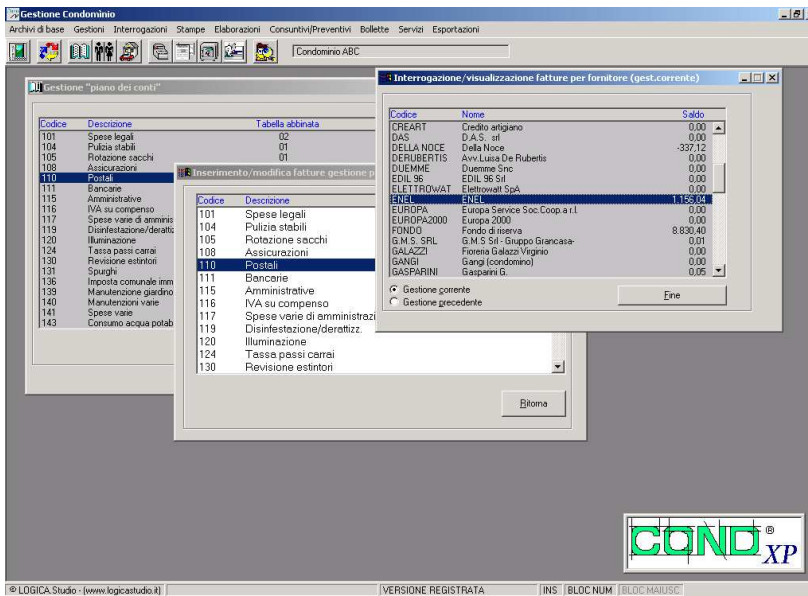 Gestione Condominio
Archivi di base Gestioni Interrogazioni Stampe Elaborazioni Consuntivi/Preventivi Bollette Servizi Esportazioni
Condominio ABC
Gestione "piano dei conti"
Codice Descrizione Tabella abbinata
101 Spese legali 02
104 Pulizia stabili 01
105 Rotazione sacchi 01
108 Assicurazioni
110 Postali
111 Bancarie
115 Amministrative
116 IVA su compenso
117 Spese varie di amminis
119 Disinfestazione/derattiz
120 Illuminazione
124 Tassa passi carrai
130 Revisione estintori
131 Spurghi
136 Imposta comunale imm
139 Manutenzione giardino
140 Manutenzioni varie
141 Spese varie
143 Consumo acqua potab
Inserimento/modifica fatture gestione p
Codice Descrizione
101 Spese legali
104 Pulizia stabili
105 Rotazione sacchi
108 Assicurazioni
110 Postali
111 Bancarie
115 Amministrative
116 IVA su compenso
117 Spese varie di amministrazi
119 Disinfestazione/derattizz.
120 Illuminazione
124 Tassa passi carrai
130 Revisione estintori
Ritorna
Interrogazione/visualizzazione fatture per fornitore (gest.corrente)
Codice Nome Saldo
CREART Credito artigiano 0,00
DAS D.A.S. srl 0,00
DELLA NOCE Della Noce -337,12
DERUBERTIS Avv.Luisa De Rubertis 0,00
DUEMME Duemme Snc 0,00
EDIL 96 EDIL 96 Srl 0,00
ELETTROWAT Elettrowatt SpA 0,00
ENEL ENEL 1.156,04
EUROPA Europa Service Soc.Coop.a r.l. 0,00
EUROPA2000 Europa 2000 0,00
FONDO Fondo di riserva 8.830,40
G.M.S. SRL G.M.S Srl - Gruppo Grancasa- 0,01
GALAZZI Fioreria Galazzi Virginio 0,00
GANGI Gangi (condomino) 0,00
GASPARINI Gasparini G. 0,05
Gestione corrente
Gestione precedente
Fine
COND ® XP
© LOGICA.Studio - (www.logicastudio.it) VERSIONE REGISTRATA INS BLOC NUM BLOC MAIUSC